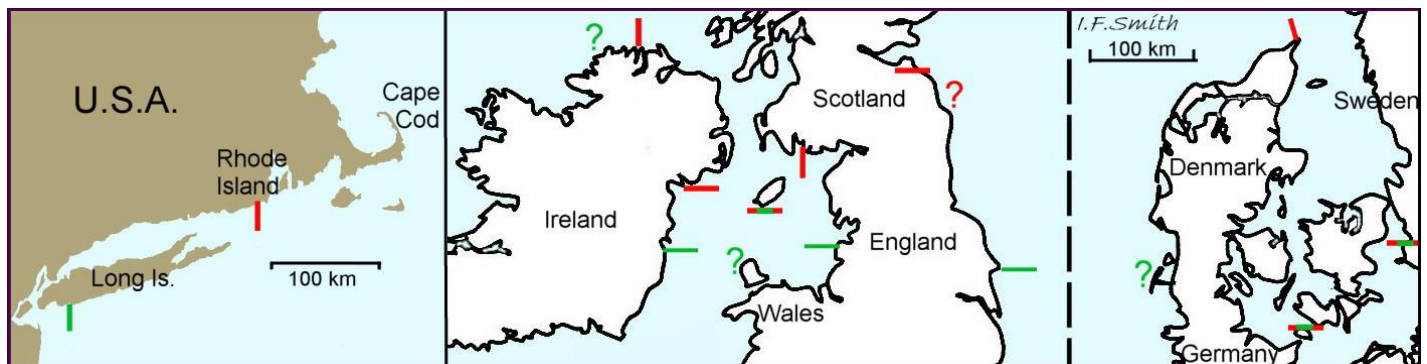 U.S.A.
Cape
Cod
Rhode
Island
Long Is.
100 km
?
Scotland
?
Ireland
England
?
Wales
I.F.Smith
100 km
Sweden
Denmark
?
Germany